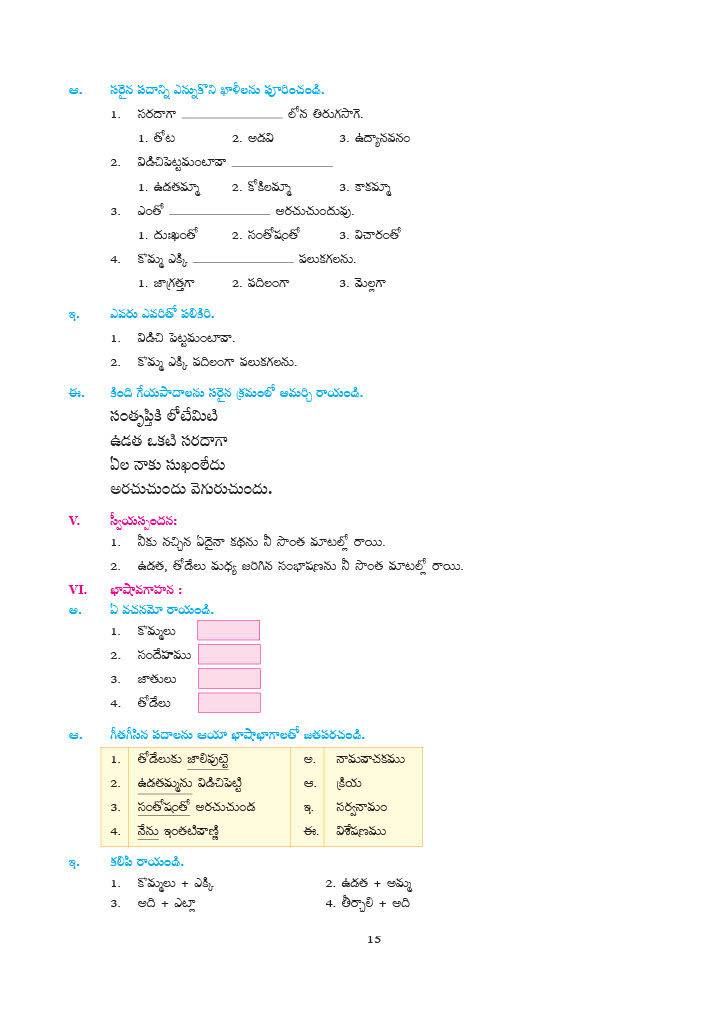 ఆ. సరైన పదాన్ని ఎన్నుకొని ఖాళీలను పూరించండి.
1. సరదాగా ____________ లోన తిరుగసాగె.
1. తోట 2. అడవి 3. ఉద్యానవనం
2. విడిచిపెట్టమంటావా ____________
1. ఉడతమ్మా 2. కోకిలమ్మా 3. కాకమ్మా
3. ఎంతో ____________ అరచుచుందువు.
1. దుఃఖంతో 2. సంతోషంతో 3. విచారంతో
4. కొమ్మ ఎక్కి ____________ పలుకగలను.
1. జాగ్రత్తగా 2. పదిలంగా 3. మెల్లగా
ఇ. ఎవరు ఎవరితో పలికిరి.
1. విడిచి పెట్టమంటావా.
2. కొమ్మ ఎక్కి పదిలంగా పలుకగలను.
ఈ. కింది గేయపాదాలను సరైన క్రమంలో అమర్చి రాయండి.
సంతృప్తికి లోటేమిటి
ఉడత ఒకటి సరదాగా
ఏల నాకు సుఖంలేదు
అరచుచుందు వెగురుచుందు.
V. స్వీయస్పందన:
1. నీకు నచ్చిన ఏదైనా కథను నీ సొంత మాటల్లో రాయి.
2. ఉడత, తోడేలు మధ్య జరిగిన సంభాషణను నీ సొంత మాటల్లో రాయి.
VI. భాషావగాహన :
అ. ఏ వచనమో రాయండి.
1. కొమ్మలు
2. సందేహము
3. జాతులు
4. తోడేలు
ఆ. గీతగీసిన పదాలను ఆయా భాషాభాగాలతో జతపరచండి.
1. తోడేలుకు జాలివుట్టె అ. నామవాచకము
2. ఉడతమ్మను విడిచిపెట్టి ఆ. క్రియ
3. సంతోషంతో అరచుచుండ ఇ. సర్వనామం
4. నేను ఇంతటివాణ్ణి ఈ. విశేషణము
ఇ. కలిపి రాయండి.
1. కొమ్మలు + ఎక్కి 2. ఉడత + అమ్మ
3. అది + ఎట్లా 4. తీర్చాలి + అది
15